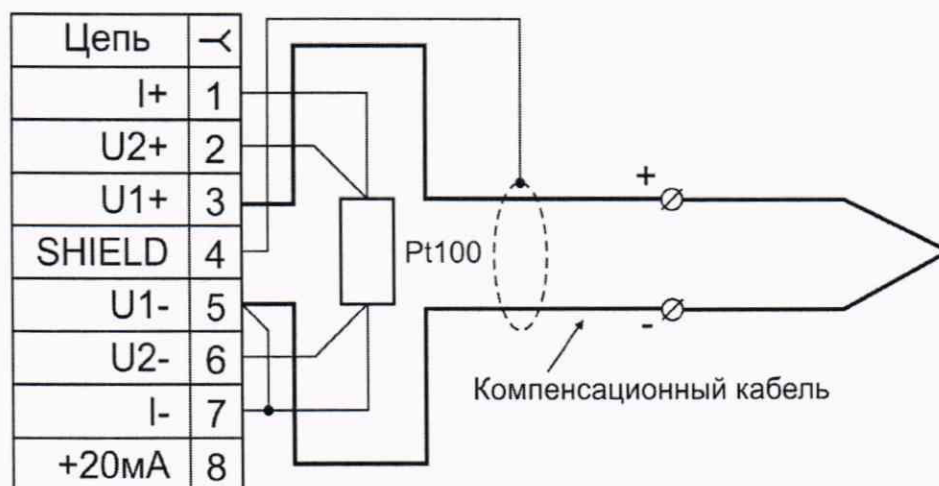 Цепь
I+ 1
U2+ 2
U1+ 3
SHIELD 4
U1- 5
U2- 6
I- 7
+20мА 8
Pt100
+
-
Компенсационный кабель